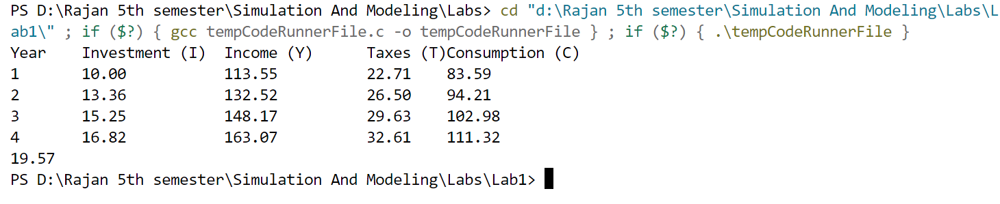 PS D:\Rajan 5th semester\Simulation And Modeling\Labs> cd "d:\Rajan 5th semester\Simulation And Modeling\Labs\L
ab1\" ; if ($?) { gcc tempCodeRunnerFile.c -o tempCodeRunnerFile } ; if ($?) { .\tempCodeRunnerFile }
Year    Investment (I)  Income (Y)      Taxes (T)Consumption (C)
1       10.00           113.55          22.71    83.59
2       13.36           132.52          26.50    94.21
3       15.25           148.17          29.63    102.98
4       16.82           163.07          32.61    111.32
19.57
PS D:\Rajan 5th semester\Simulation And Modeling\Labs\Lab1>